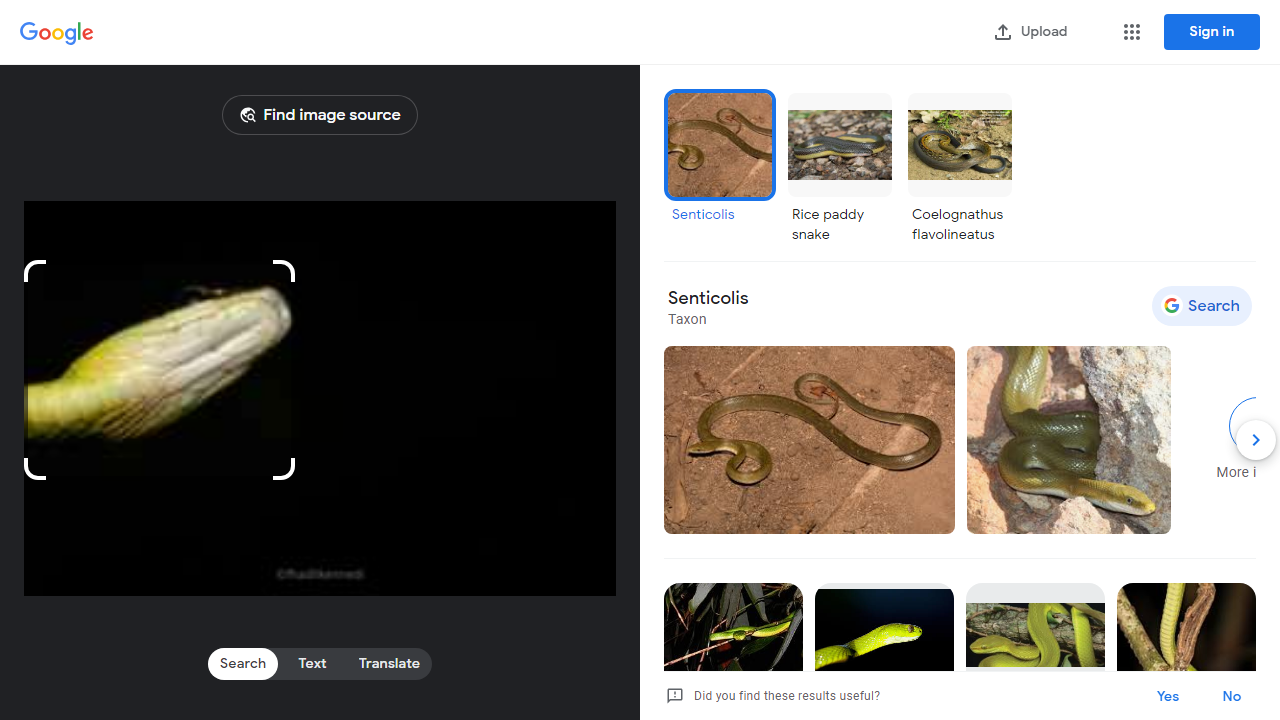 Google
Upload
Sign in
Find image source
Senticolis
Rice paddy
snake
Coelognathus
flavolineatus
Senticolis
Taxon
Search
More i
Search
Text
Translate
Did you find these results useful?
Yes
No